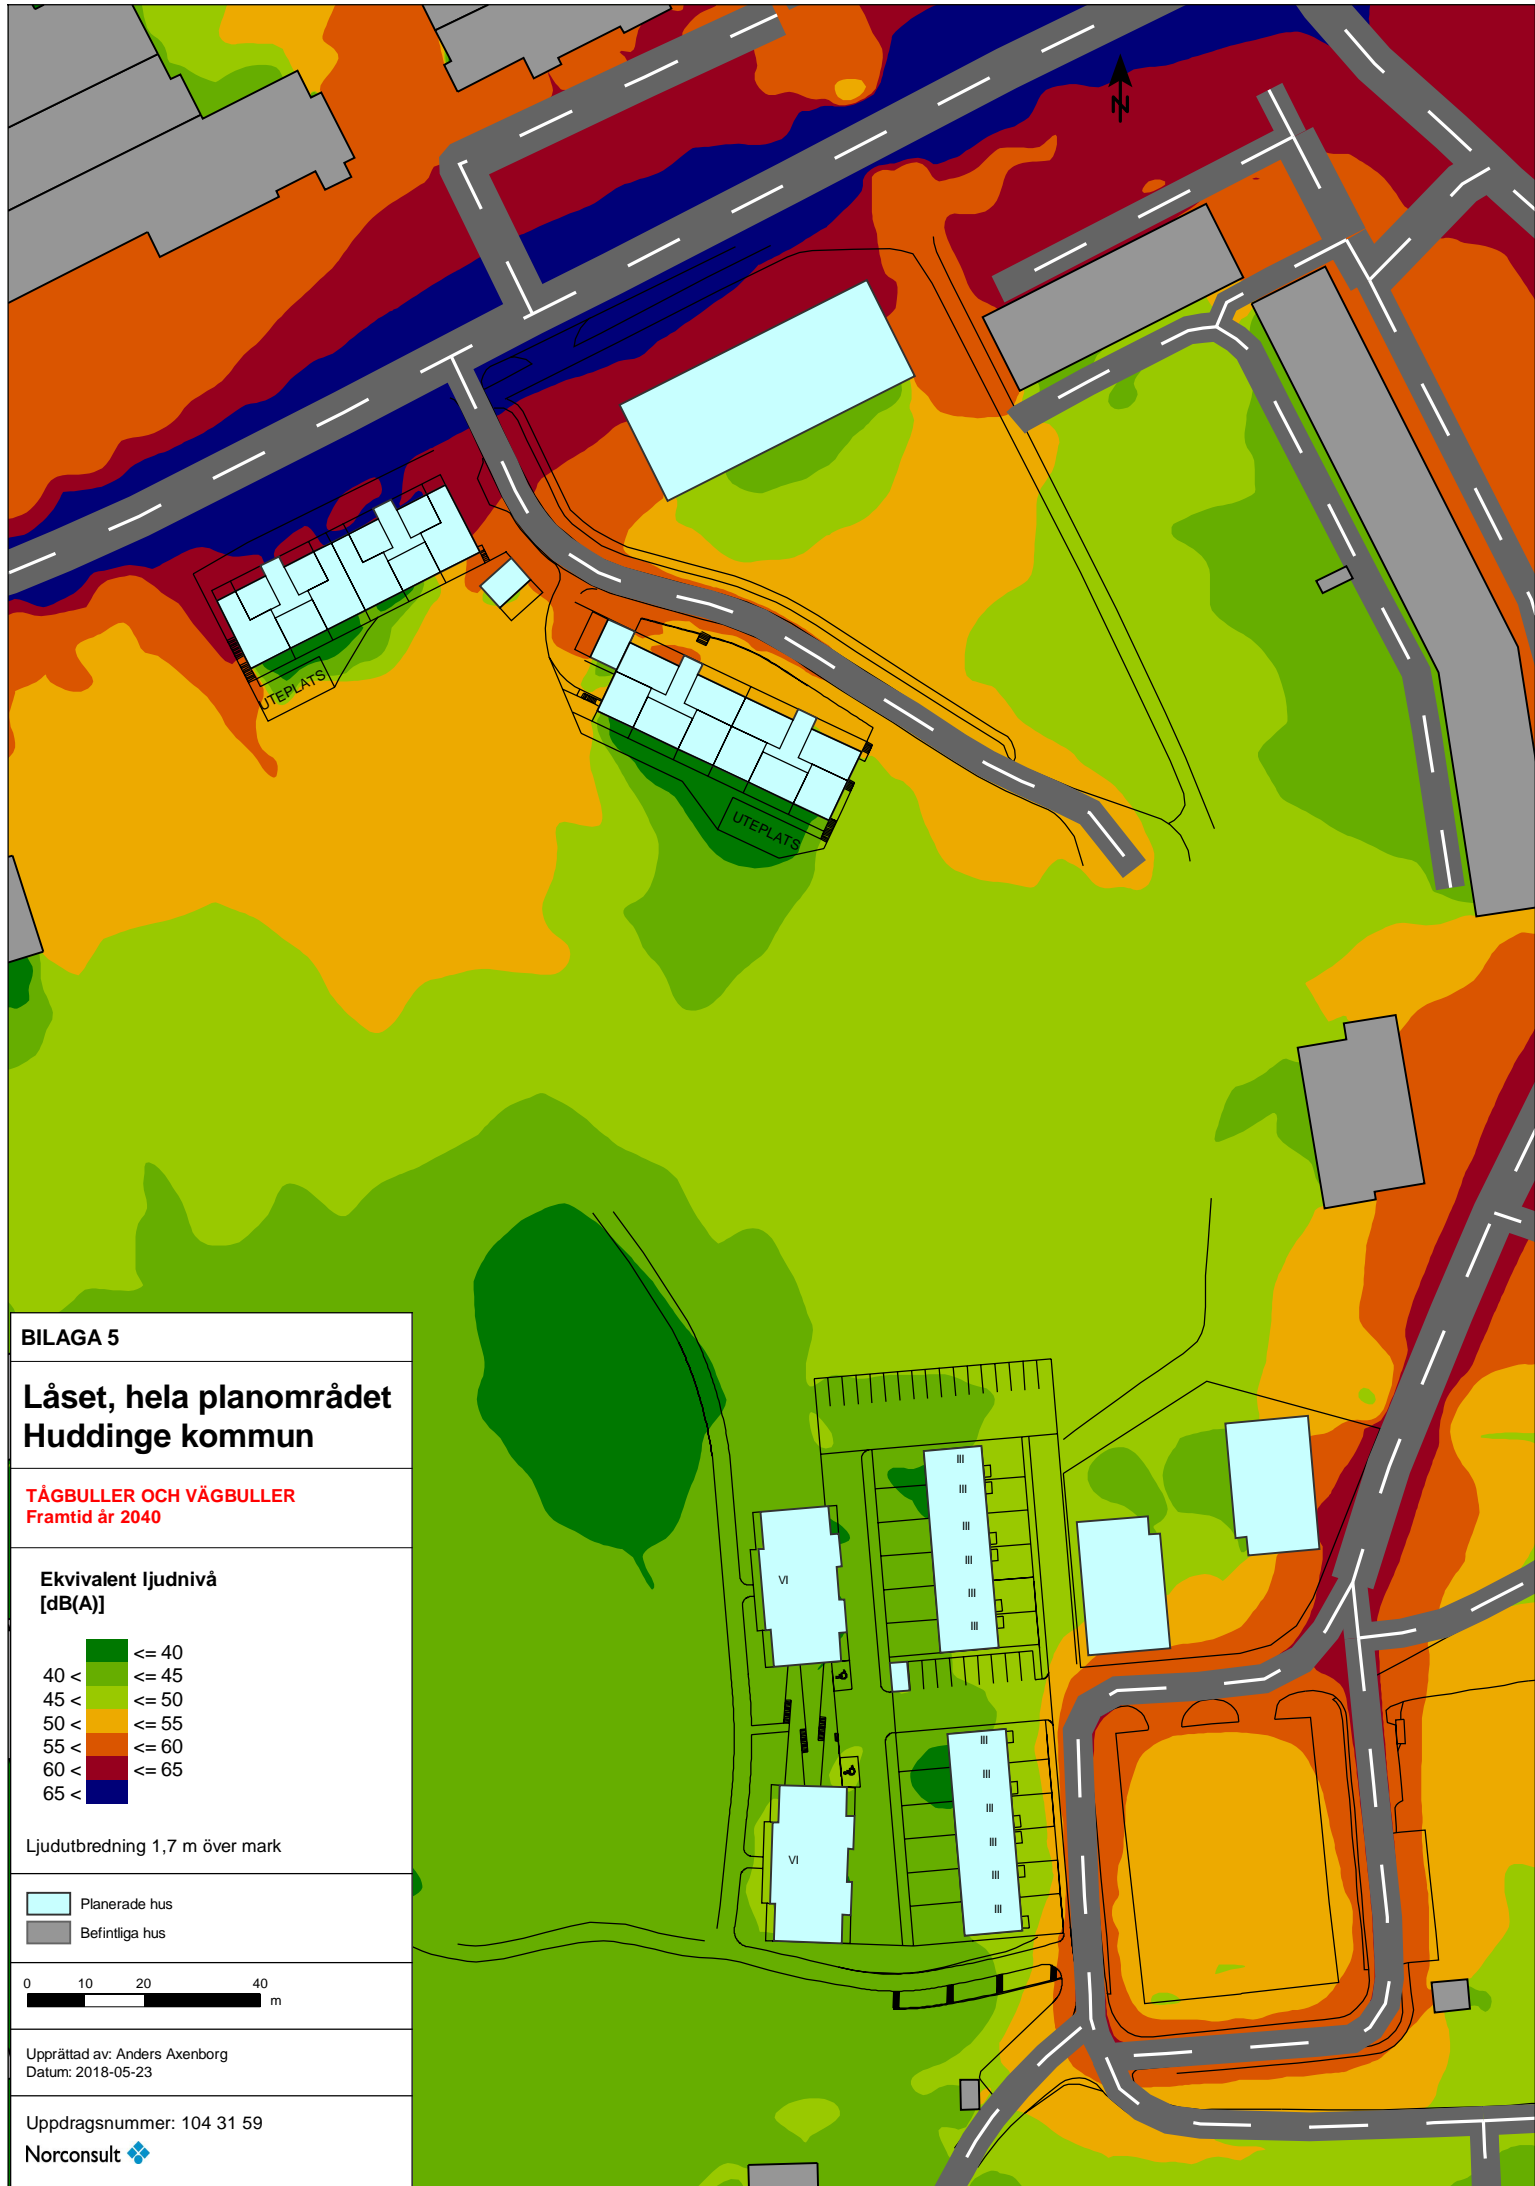 N
UTEPLATS
UTEPLATS
BILAGA 5
Låset, hela planområdet
Huddinge kommun
TÅGBULLER OCH VÄGBULLER
Framtid år 2040
Ekvivalent ljudnivå
[dB(A)]
<= 40
40 < <= 45
45 < <= 50
50 < <= 55
55 < <= 60
60 < <= 65
65 <
Ljudutbredning 1,7 m över mark
Planerade hus
Befintliga hus
0 10 20 40
m
Upprättad av: Anders Axenborg
Datum: 2018-05-23
Uppdragsnummer: 104 31 59
Norconsult
III
III
III
III
III
III
VI
III
III
III
III
III
III
VI